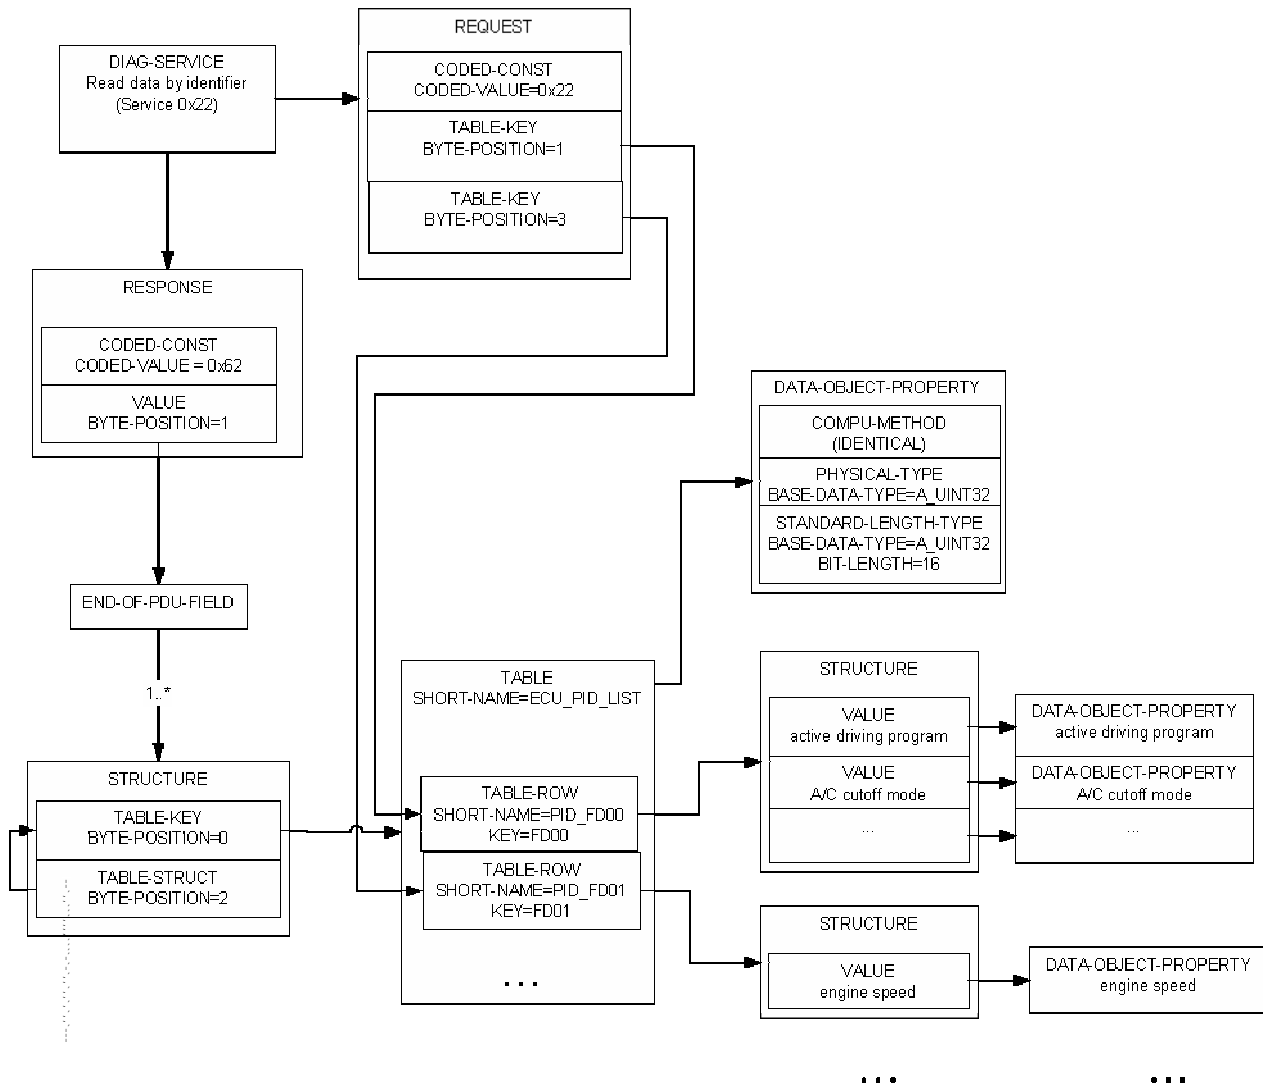 REQUEST
CODED-CONST
CODED-VALUE=0x22
TABLE-KEY
BYTE-POSITION=1
TABLE-KEY
BYTE-POSITION=3
DIAG-SERVICE
Read data by identifier
(Service 0x22)
RESPONSE
CODED-CONST
CODED-VALUE = 0x62
VALUE
BYTE-POSITION=1
END-OF-PDU-FIELD
1..*
STRUCTURE
TABLE-KEY
BYTE-POSITION=0
TABLE-STRUCT
BYTE-POSITION=2
TABLE
SHORT-NAME=ECU_PID_LIST
TABLE-ROW
SHORT-NAME=PID_FD00
KEY=FD00
TABLE-ROW
SHORT-NAME=PID_FD01
KEY=FD01
...
DATA-OBJECT-PROPERTY
COMPU-METHOD
(IDENTICAL)
PHYSICAL-TYPE
BASE-DATA-TYPE=A_UINT32
STANDARD-LENGTH-TYPE
BASE-DATA-TYPE=A_UINT32
BIT-LENGTH=16
STRUCTURE
VALUE
active driving program
VALUE
A/C cutoff mode
...
DATA-OBJECT-PROPERTY
active driving program
DATA-OBJECT-PROPERTY
A/C cutoff mode
...
STRUCTURE
VALUE
engine speed
DATA-OBJECT-PROPERTY
engine speed
...
...